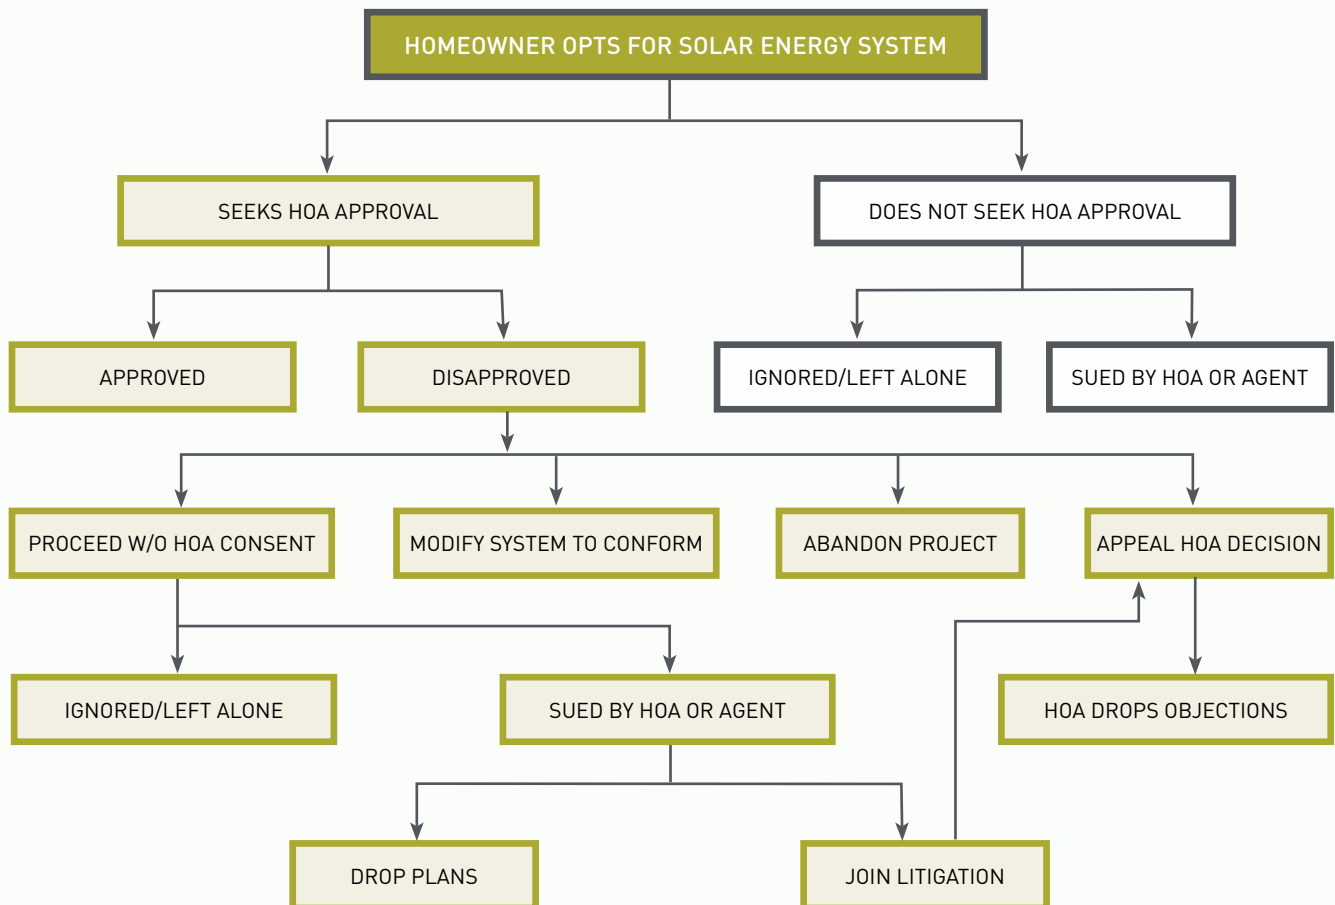 HOMEOWNER OPTS FOR SOLAR ENERGY SYSTEM
SEEKS HOA APPROVAL
DOES NOT SEEK HOA APPROVAL
APPROVED
DISAPPROVED
IGNORED/LEFT ALONE
SUED BY HOA OR AGENT
PROCEED W/O HOA CONSENT
MODIFY SYSTEM TO CONFORM
ABANDON PROJECT
APPEAL HOA DECISION
IGNORED/LEFT ALONE
SUED BY HOA OR AGENT
HOA DROPS OBJECTIONS
DROP PLANS
JOIN LITIGATION